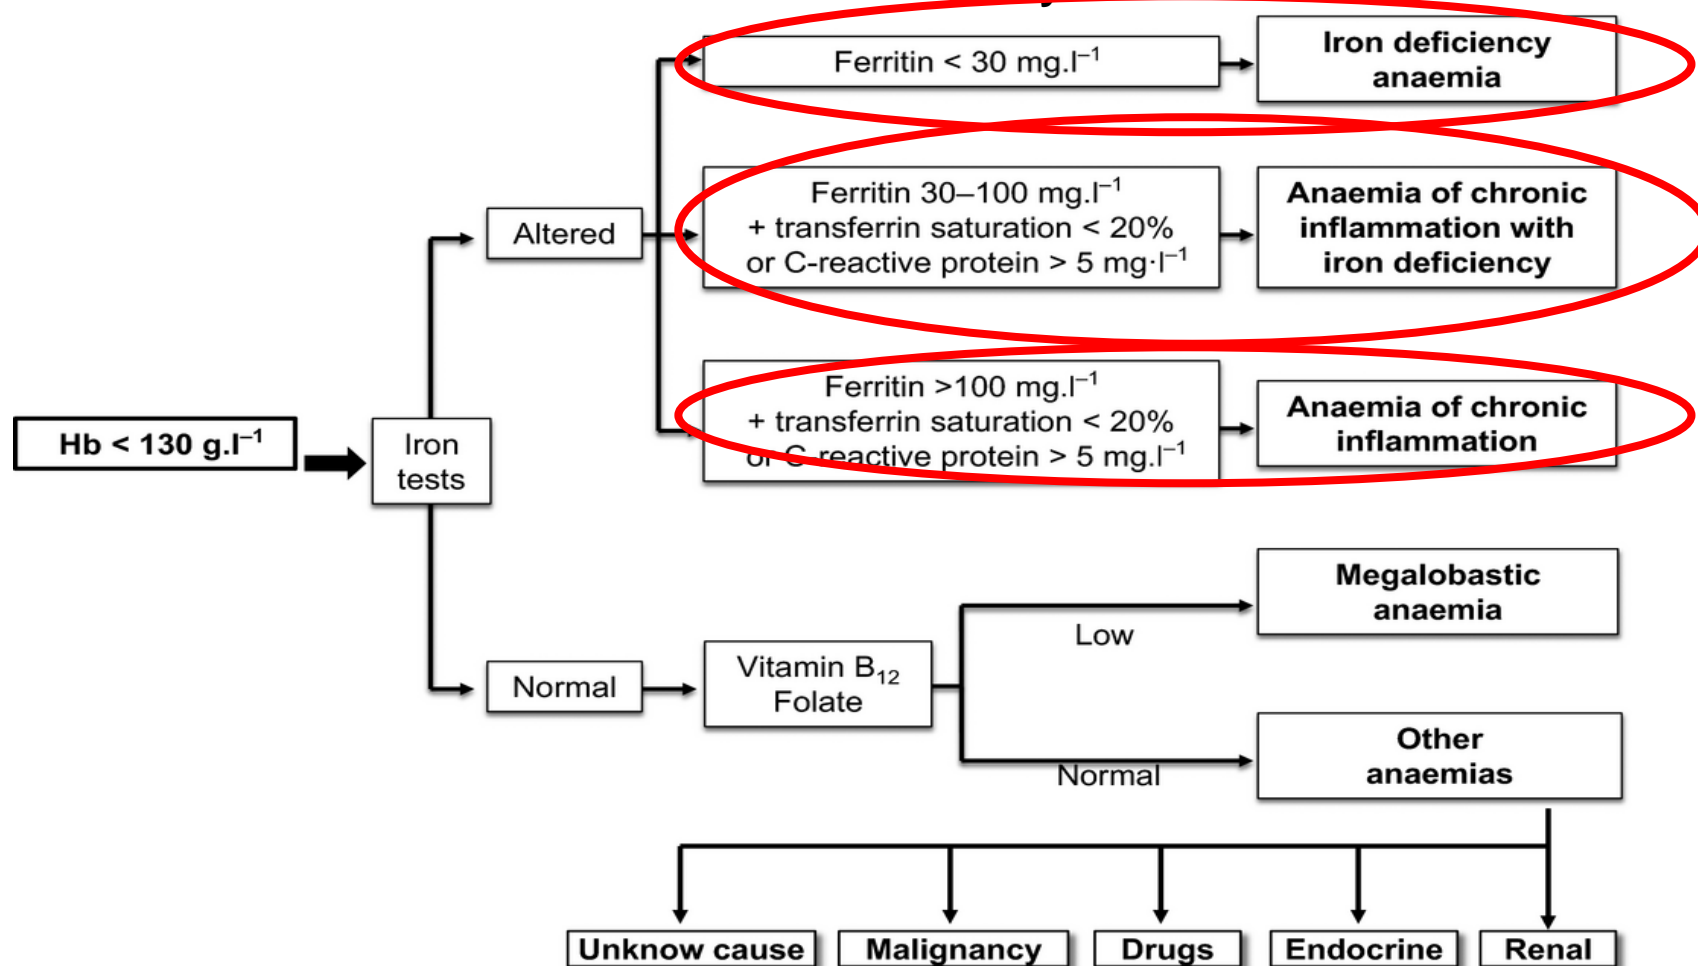 Ferritin < 30 mg.l⁻¹
Iron deficiency
anaemia
Altered
Ferritin 30–100 mg.l⁻¹
+ transferrin saturation < 20%
or C-reactive protein > 5 mg·l⁻¹
Anaemia of chronic
inflammation with
iron deficiency
Ferritin >100 mg.l⁻¹
+ transferrin saturation < 20%
or C-reactive protein > 5 mg.l⁻¹
Anaemia of chronic
inflammation
Hb < 130 g.l⁻¹
Iron
tests
Normal
Vitamin B₁₂
Folate
Low
Megalobastic
anaemia
Normal
Other
anaemias
Unknow cause
Malignancy
Drugs
Endocrine
Renal